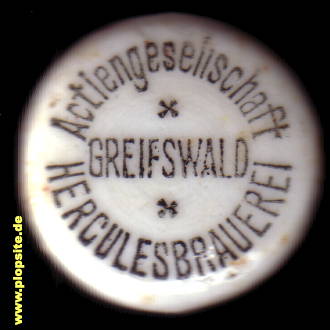 Actiengesellschaft
GREIFSWALD
HERCULESBRAUEREI
www.plopsite.de